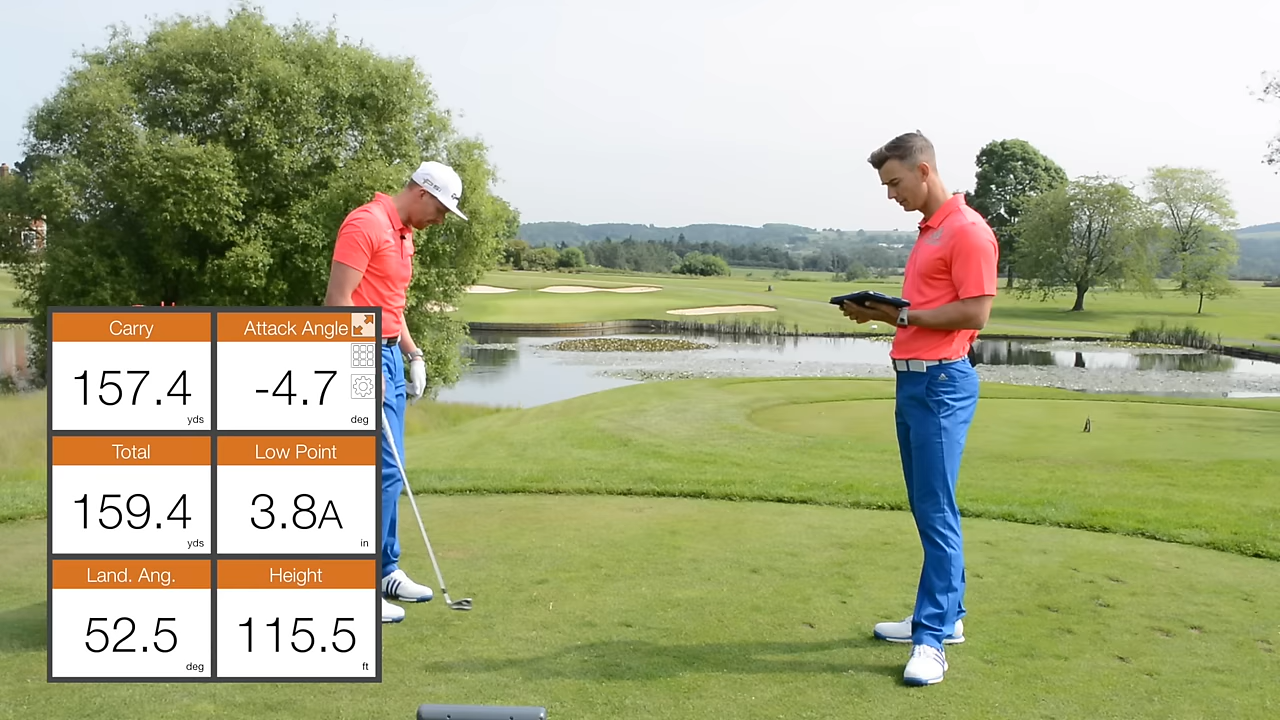 Carry
157.4
yds
Attack Angle
-4.7
deg
Total
159.4
yds
Low Point
3.8A
in
Land. Ang.
52.5
deg
Height
115.5
ft